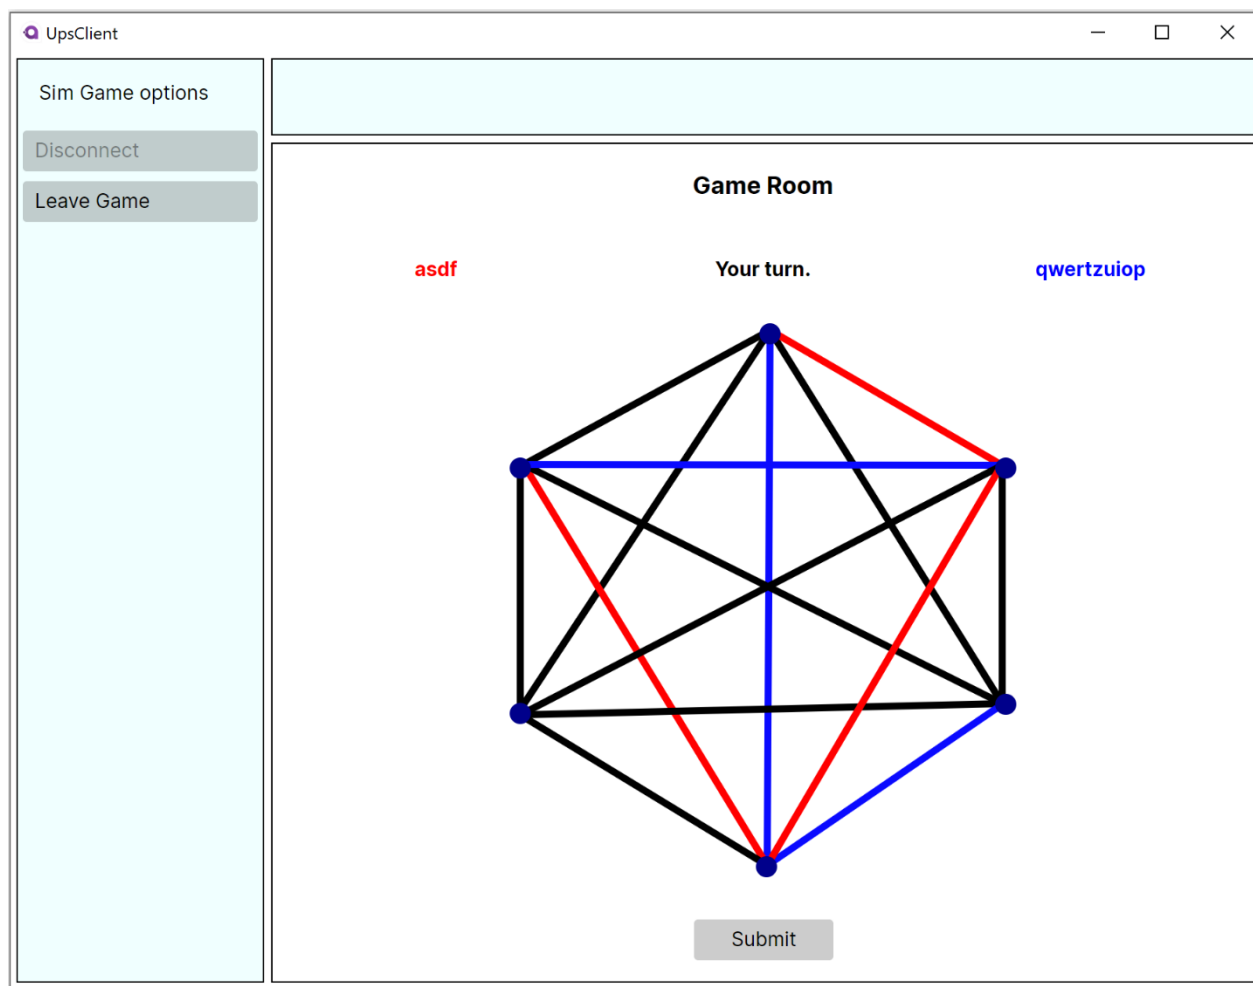 UpsClient
Sim Game options
Disconnect
Leave Game
Game Room
asdf
Your turn.
qwertzuiop
Submit